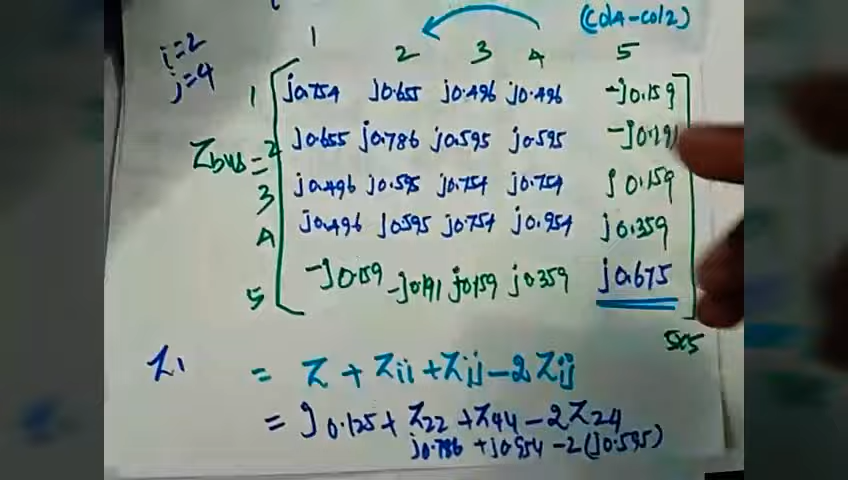 (Col4-Col2)
i=2
j=4
1 2 3 4 5
1 j0.754 j0.655 j0.496 j0.496 -j0.159
Zbus= 2 j0.655 j0.786 j0.595 j0.595 -j0.191
3 j0.496 j0.595 j0.754 j0.754 j0.159
4 j0.496 j0.595 j0.754 j0.954 j0.359
5 -j0.159 -j0.191 j0.159 j0.359 j0.675
5x5
Z1 = Z + Zii + Zjj - 2Zij
= j0.125 + Z22 + Z44 - 2Z24
j0.786 + j0.954 - 2(j0.595)